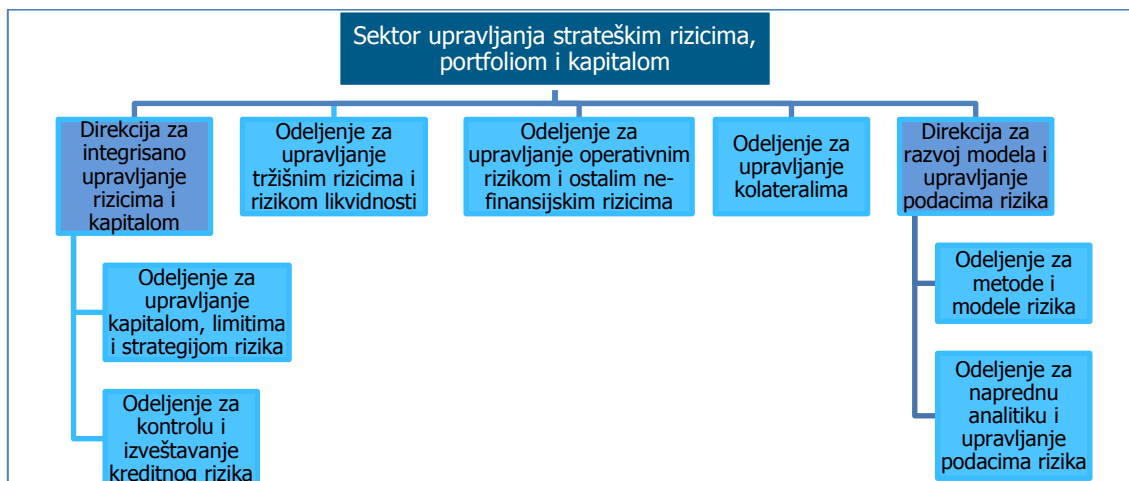 Sektor upravljanja strateškim rizicima,
portfoliom i kapitalom
Direkcija za
integrisano
upravljanje
rizicima i
kapitalom
Odeljenje za
upravljanje
tržišnim rizicima i
rizikom likvidnosti
Odeljenje za
upravljanje operativnim
rizikom i ostalim ne-
finansijskim rizicima
Odeljenje za
upravljanje
kolateralima
Direkcija za
razvoj modela i
upravljanje
podacima rizika
Odeljenje za
upravljanje
kapitalom, limitima
i strategijom rizika
Odeljenje za
kontrolu i
izveštavanje
kreditnog rizika
Odeljenje za
metode i
modele rizika
Odeljenje za
naprednu
analitiku i
upravljanje
podacima rizika